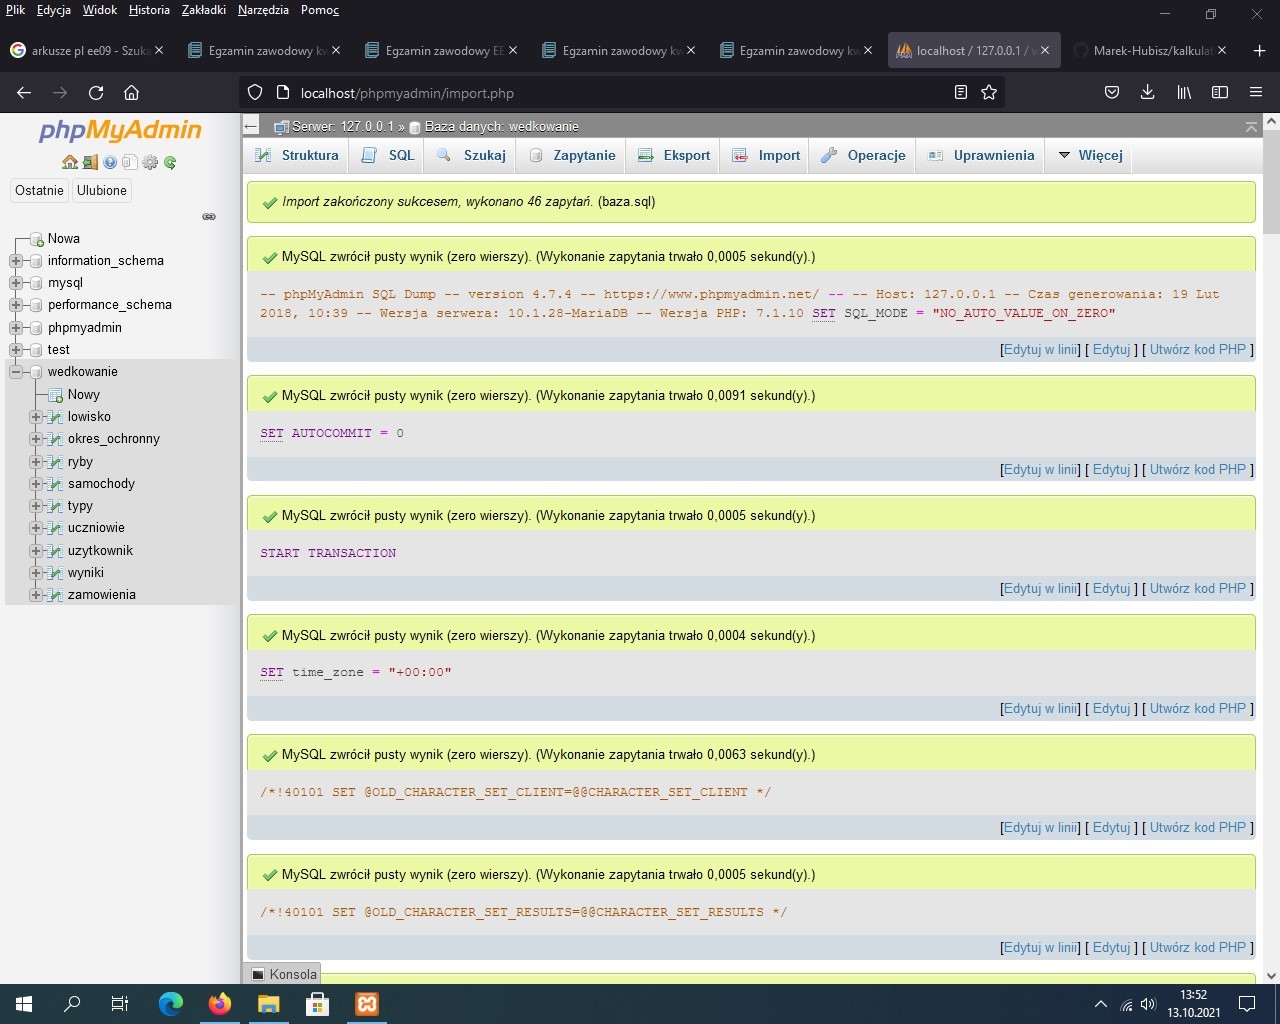 Plik Edycja Widok Historia Zakładki Narzędzia Pomoc
arkusze pl ee09 - Szuka
Egzamin zawodowy kw
Egzamin zawodowy EE
Egzamin zawodowy kw
Egzamin zawodowy kw
localhost / 127.0.0.1 / w
Marek-Hubisz/kalkulat
localhost/phpmyadmin/import.php
phpMyAdmin
Ostatnie Ulubione
Nowa
information_schema
mysql
performance_schema
phpmyadmin
test
wedkowanie
Nowy
lowisko
okres_ochronny
ryby
samochody
typy
uczniowie
uzytkownik
wyniki
zamowienia
Serwer: 127.0.0.1 » Baza danych: wedkowanie
Struktura SQL Szukaj Zapytanie Eksport Import Operacje Uprawnienia Więcej
Import zakończony sukcesem, wykonano 46 zapytań. (baza.sql)
MySQL zwrócił pusty wynik (zero wierszy). (Wykonanie zapytania trwało 0,0005 sekund(y).)
-- phpMyAdmin SQL Dump -- version 4.7.4 -- https://www.phpmyadmin.net/ -- -- Host: 127.0.0.1 -- Czas generowania: 19 Lut
2018, 10:39 -- Wersja serwera: 10.1.28-MariaDB -- Wersja PHP: 7.1.10 SET SQL_MODE = "NO_AUTO_VALUE_ON_ZERO"
[Edytuj w linii] [ Edytuj ] [ Utwórz kod PHP ]
MySQL zwrócił pusty wynik (zero wierszy). (Wykonanie zapytania trwało 0,0091 sekund(y).)
SET AUTOCOMMIT = 0
[Edytuj w linii] [ Edytuj ] [ Utwórz kod PHP ]
MySQL zwrócił pusty wynik (zero wierszy). (Wykonanie zapytania trwało 0,0005 sekund(y).)
START TRANSACTION
[Edytuj w linii] [ Edytuj ] [ Utwórz kod PHP ]
MySQL zwrócił pusty wynik (zero wierszy). (Wykonanie zapytania trwało 0,0004 sekund(y).)
SET time_zone = "+00:00"
[Edytuj w linii] [ Edytuj ] [ Utwórz kod PHP ]
MySQL zwrócił pusty wynik (zero wierszy). (Wykonanie zapytania trwało 0,0063 sekund(y).)
/*!40101 SET @OLD_CHARACTER_SET_CLIENT=@@CHARACTER_SET_CLIENT */
[Edytuj w linii] [ Edytuj ] [ Utwórz kod PHP ]
MySQL zwrócił pusty wynik (zero wierszy). (Wykonanie zapytania trwało 0,0005 sekund(y).)
/*!40101 SET @OLD_CHARACTER_SET_RESULTS=@@CHARACTER_SET_RESULTS */
[Edytuj w linii] [ Edytuj ] [ Utwórz kod PHP ]
Konsola
13:52
13.10.2021